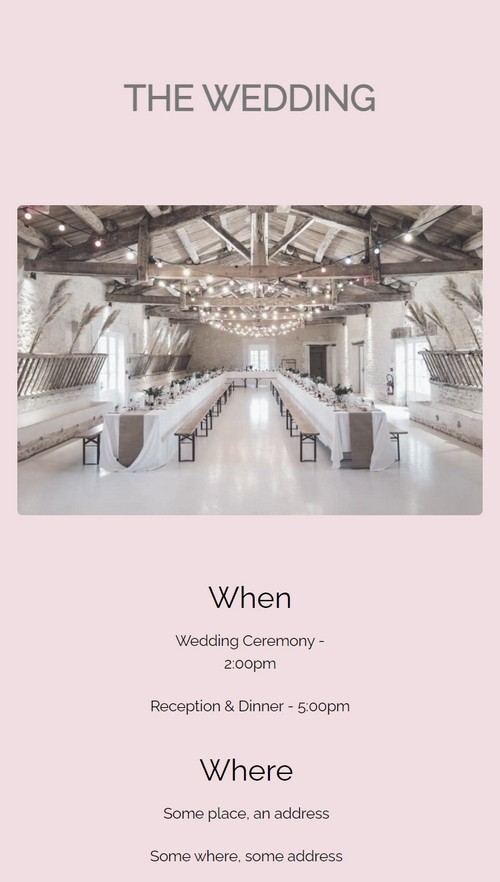 THE WEDDING
When
Wedding Ceremony -
2:00pm
Reception & Dinner - 5:00pm
Where
Some place, an address
Some where, some address